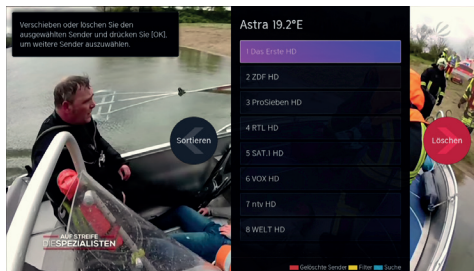 Verschieben oder löschen Sie den
ausgewählten Sender und drücken Sie [OK],
um weitere Sender auszuwählen.
Astra 19.2°E
1 Das Erste HD
2 ZDF HD
3 ProSieben HD
4 RTL HD
5 SAT.1 HD
6 VOX HD
7 ntv HD
8 WELT HD
Sortieren
Löschen
AUF STREIFE
DIE SPEZIALISTEN
Gelöschte Sender Filter Suche